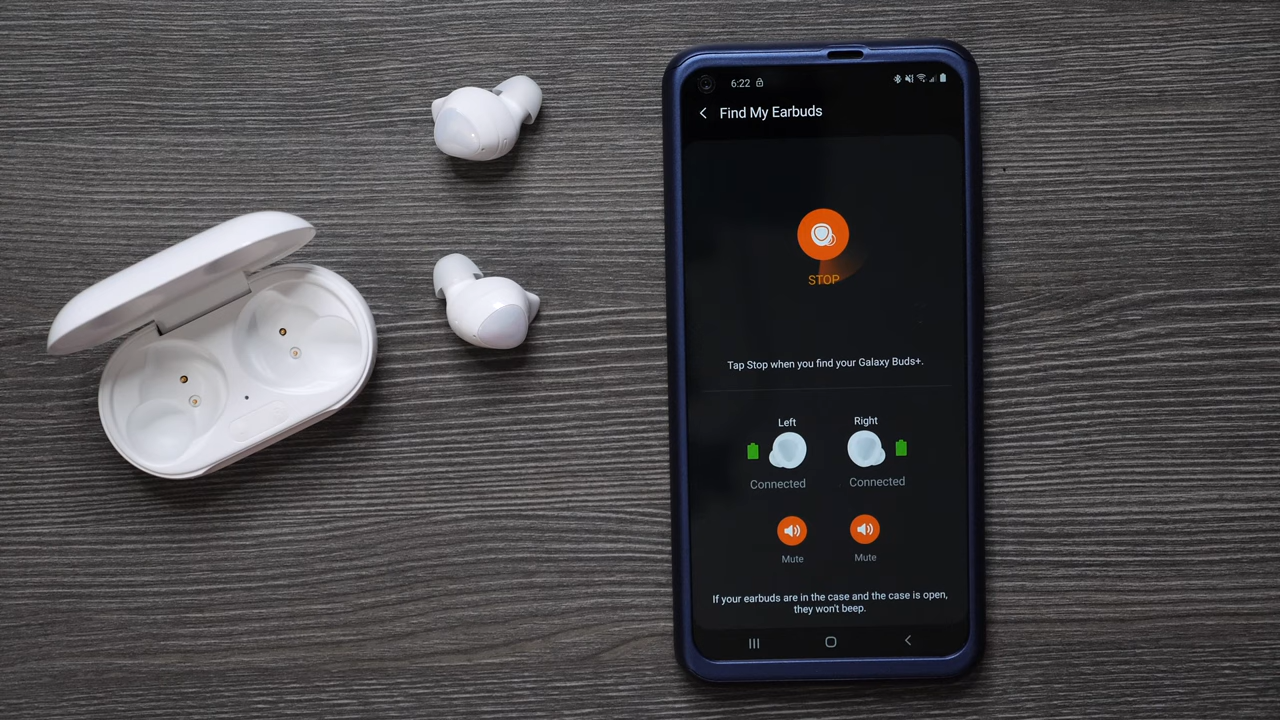 6:22
Find My Earbuds
STOP
Tap Stop when you find your Galaxy Buds+.
Left Right
Connected Connected
Mute Mute
If your earbuds are in the case and the case is open,
they won't beep.